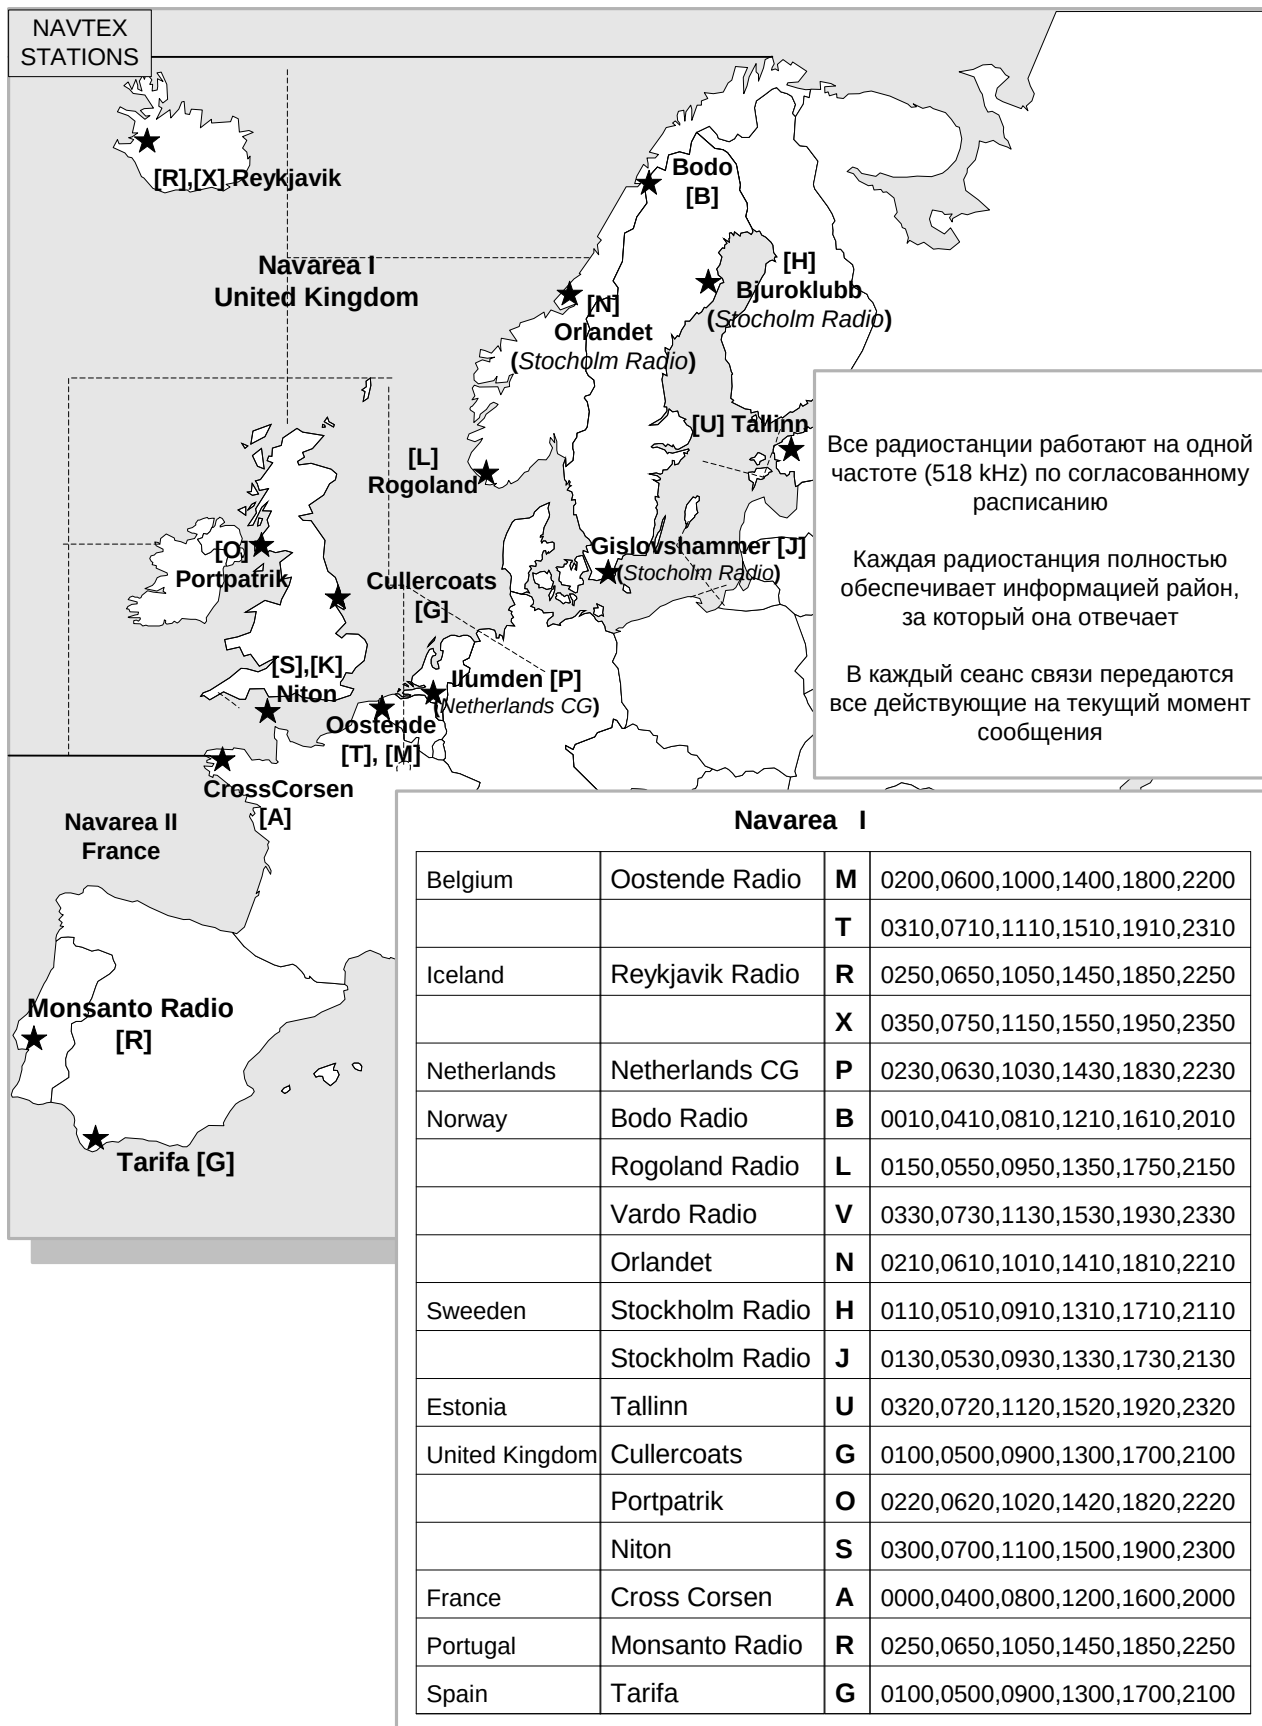 NAVTEX
STATIONS
[R],[X] Reykjavik
Bodo
[B]
Navarea I
United Kingdom
[H]
Bjuroklubb
(Stocholm Radio)
[N]
Orlandet
(Stocholm Radio)
[U] Tallinn
[L]
Rogoland
Все радиостанции работают на одной
частоте (518 kHz) по согласованному
расписанию
Каждая радиостанция полностью
обеспечивает информацией район,
за который она отвечает
В каждый сеанс связи передаются
все действующие на текущий момент
сообщения
[O]
Portpatrik
Gislovshammer [J]
(Stocholm Radio)
Cullercoats
[G]
[S],[K]
Niton
Ilumden [P]
(Netherlands CG)
Oostende
[T], [M]
CrossCorsen
[A]
Navarea II
France
Monsanto Radio
[R]
Tarifa [G]
Navarea I
Belgium Oostende Radio M 0200,0600,1000,1400,1800,2200
T 0310,0710,1110,1510,1910,2310
Iceland Reykjavik Radio R 0250,0650,1050,1450,1850,2250
X 0350,0750,1150,1550,1950,2350
Netherlands Netherlands CG P 0230,0630,1030,1430,1830,2230
Norway Bodo Radio B 0010,0410,0810,1210,1610,2010
Rogoland Radio L 0150,0550,0950,1350,1750,2150
Vardo Radio V 0330,0730,1130,1530,1930,2330
Orlandet N 0210,0610,1010,1410,1810,2210
Sweeden Stockholm Radio H 0110,0510,0910,1310,1710,2110
Stockholm Radio J 0130,0530,0930,1330,1730,2130
Estonia Tallinn U 0320,0720,1120,1520,1920,2320
United Kingdom Cullercoats G 0100,0500,0900,1300,1700,2100
Portpatrik O 0220,0620,1020,1420,1820,2220
Niton S 0300,0700,1100,1500,1900,2300
France Cross Corsen A 0000,0400,0800,1200,1600,2000
Portugal Monsanto Radio R 0250,0650,1050,1450,1850,2250
Spain Tarifa G 0100,0500,0900,1300,1700,2100